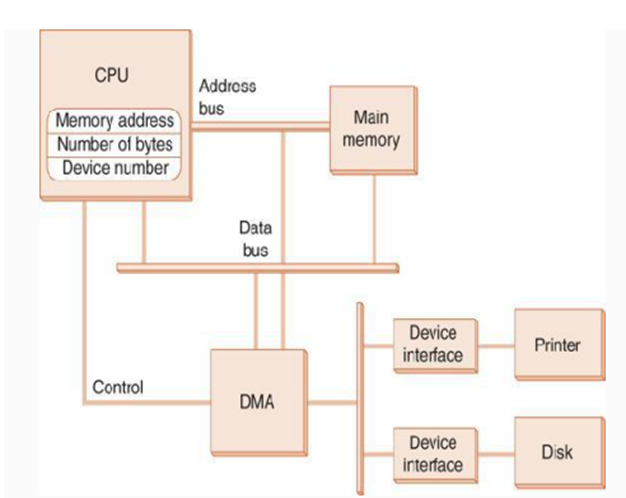 CPU
Memory address
Number of bytes
Device number
Address
bus
Main
memory
Data
bus
Control
DMA
Device
interface
Printer
Device
interface
Disk